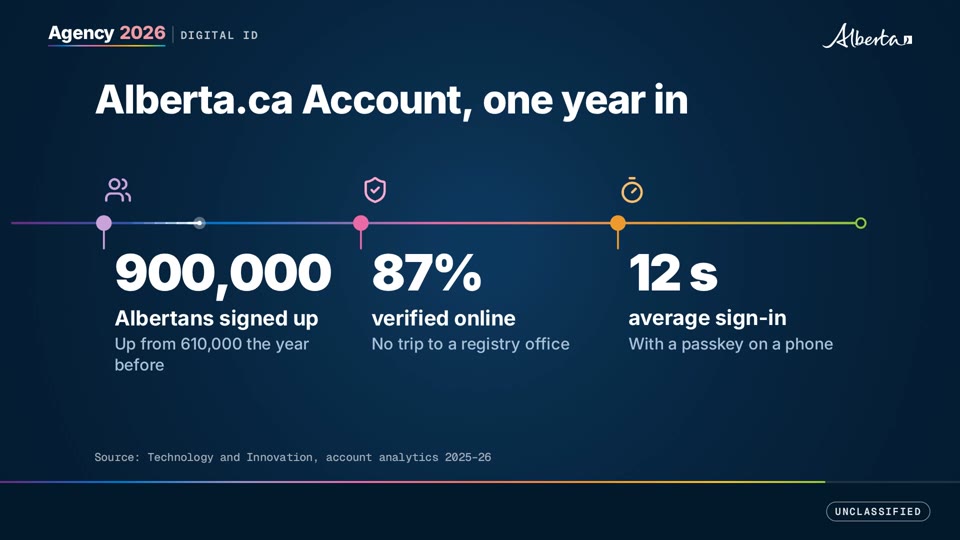 Agency 2026 | DIGITAL ID
Alberta
Alberta.ca Account, one year in
900,000
Albertans signed up
Up from 610,000 the year
before
87%
verified online
No trip to a registry office
12 s
average sign-in
With a passkey on a phone
Source: Technology and Innovation, account analytics 2025–26
UNCLASSIFIED